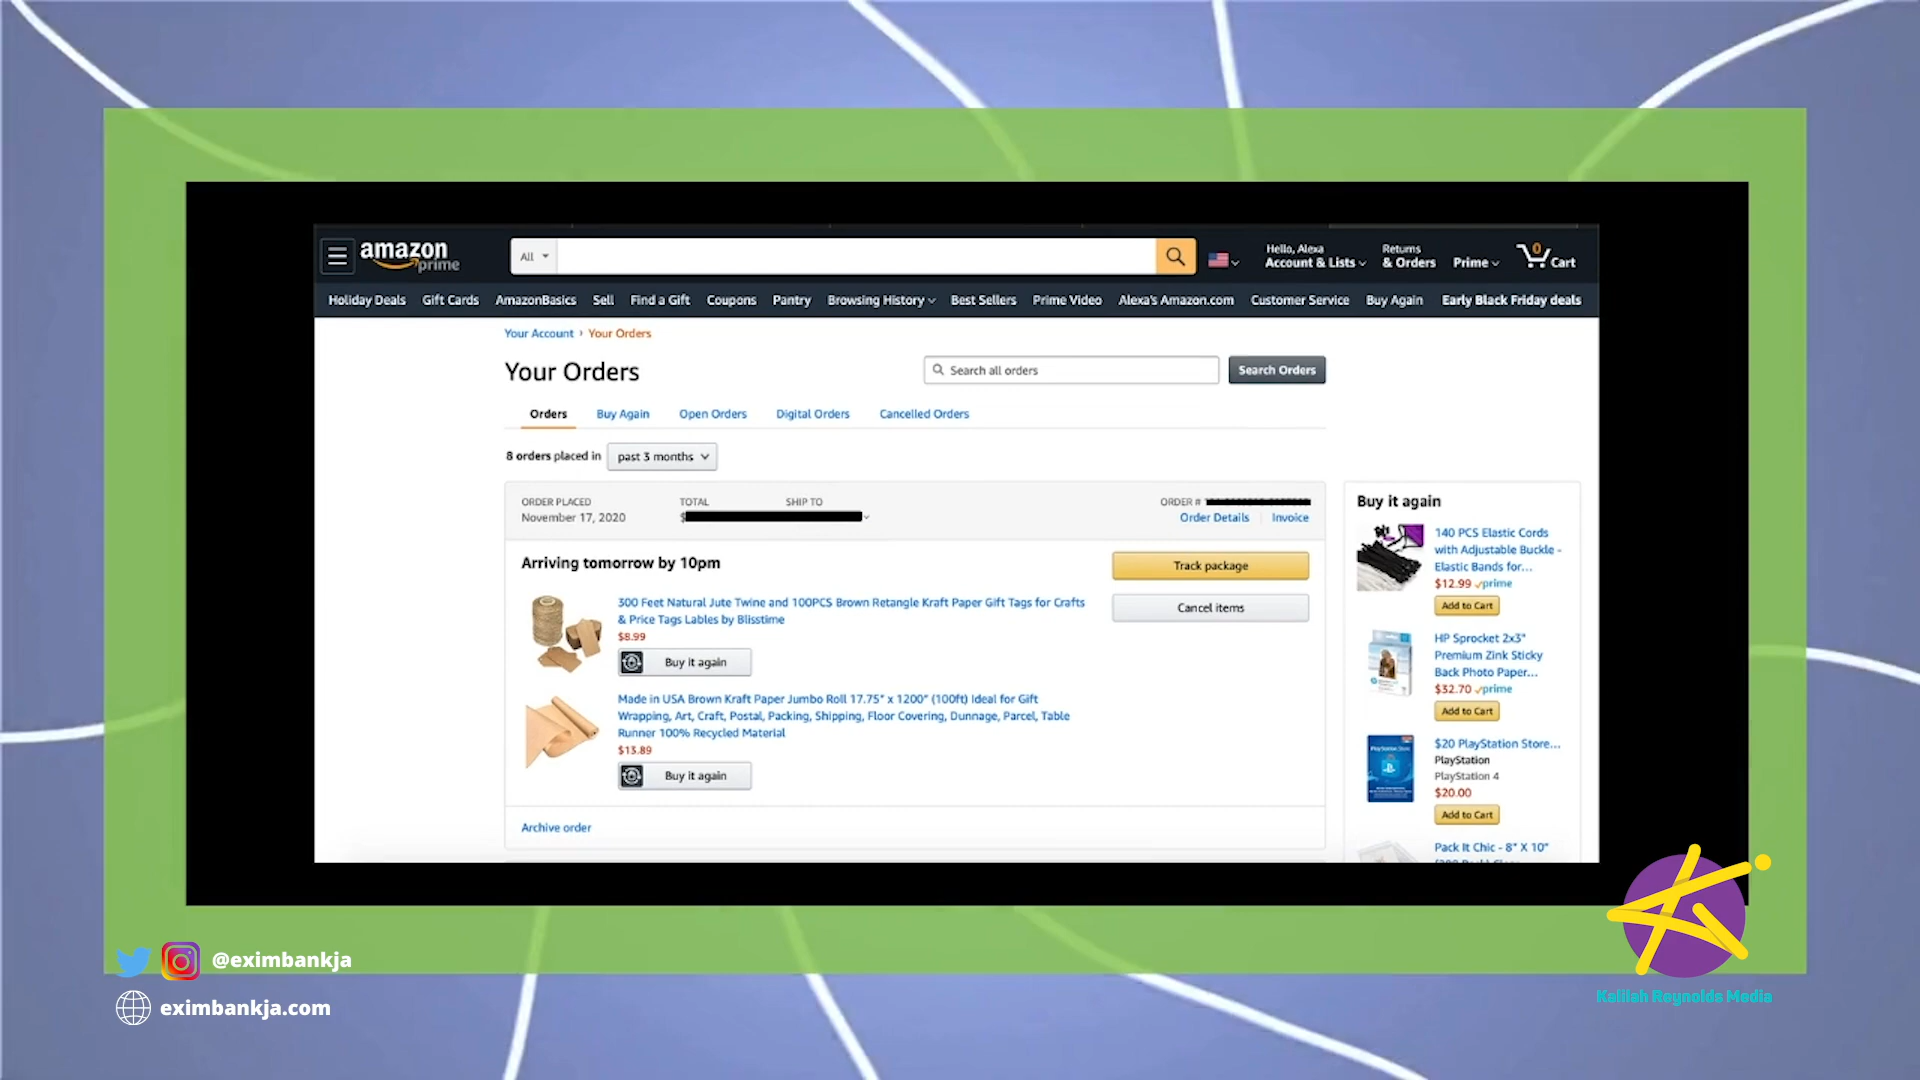 amazon
prime
All
Hello, Alexa
Account & Lists
Returns
& Orders
Prime
0
Cart
Holiday Deals
Gift Cards
AmazonBasics
Sell
Find a Gift
Coupons
Pantry
Browsing History
Best Sellers
Prime Video
Alexa's Amazon.com
Customer Service
Buy Again
Early Black Friday deals
Your Account › Your Orders
Your Orders
Search all orders
Search Orders
Orders
Buy Again
Open Orders
Digital Orders
Cancelled Orders
8 orders placed in
past 3 months
ORDER PLACED
November 17, 2020
TOTAL
$
SHIP TO
ORDER #
Order Details
Invoice
Arriving tomorrow by 10pm
Track package
Cancel items
300 Feet Natural Jute Twine and 100PCS Brown Retangle Kraft Paper Gift Tags for Crafts
& Price Tags Lables by Blisstime
$8.99
Buy it again
Made in USA Brown Kraft Paper Jumbo Roll 17.75" x 1200" (100ft) Ideal for Gift
Wrapping, Art, Craft, Postal, Packing, Shipping, Floor Covering, Dunnage, Parcel, Table
Runner 100% Recycled Material
$13.89
Buy it again
Archive order
Buy it again
140 PCS Elastic Cords
with Adjustable Buckle -
Elastic Bands for...
$12.99 prime
Add to Cart
HP Sprocket 2x3"
Premium Zink Sticky
Back Photo Paper...
$32.70 prime
Add to Cart
$20 PlayStation Store...
PlayStation
PlayStation 4
$20.00
Add to Cart
Pack It Chic - 8" X 10"
@eximbankja
eximbankja.com
Kalilah Reynolds Media